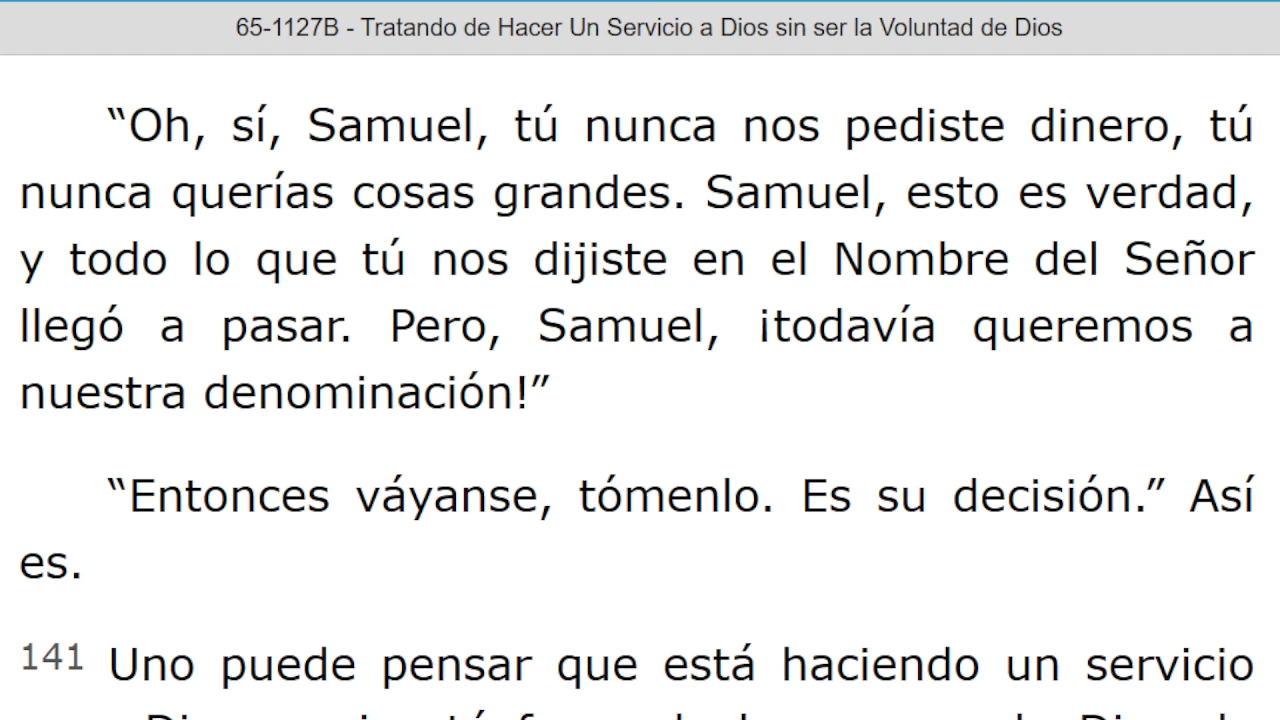 65-1127B - Tratando de Hacer Un Servicio a Dios sin ser la Voluntad de Dios
“Oh, sí, Samuel, tú nunca nos pediste dinero, tú
nunca querías cosas grandes. Samuel, esto es verdad,
y todo lo que tú nos dijiste en el Nombre del Señor
llegó a pasar. Pero, Samuel, ¡todavía queremos a
nuestra denominación!”
“Entonces váyanse, tómenlo. Es su decisión.” Así
es.
141 Uno puede pensar que está haciendo un servicio